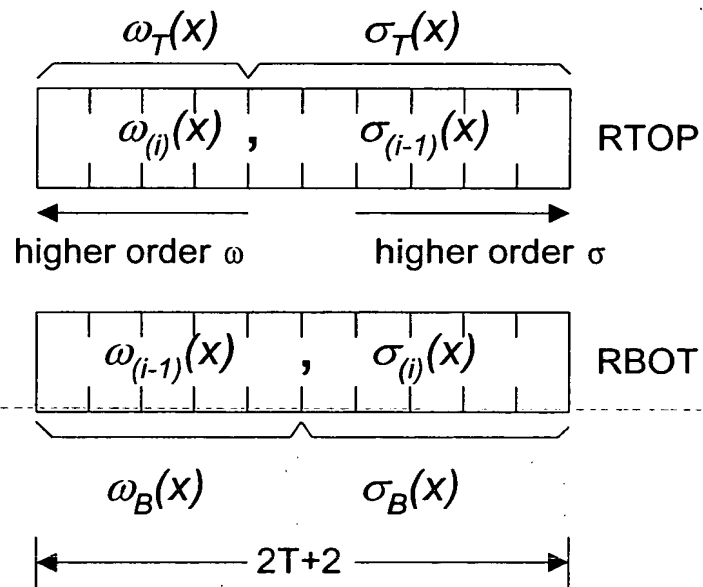 ω_T(x) σ_T(x)
ω_(i)(x) , σ_(i-1)(x) RTOP
higher order ω higher order σ
ω_(i-1)(x) , σ_(i)(x) RBOT
ω_B(x) σ_B(x)
2T+2